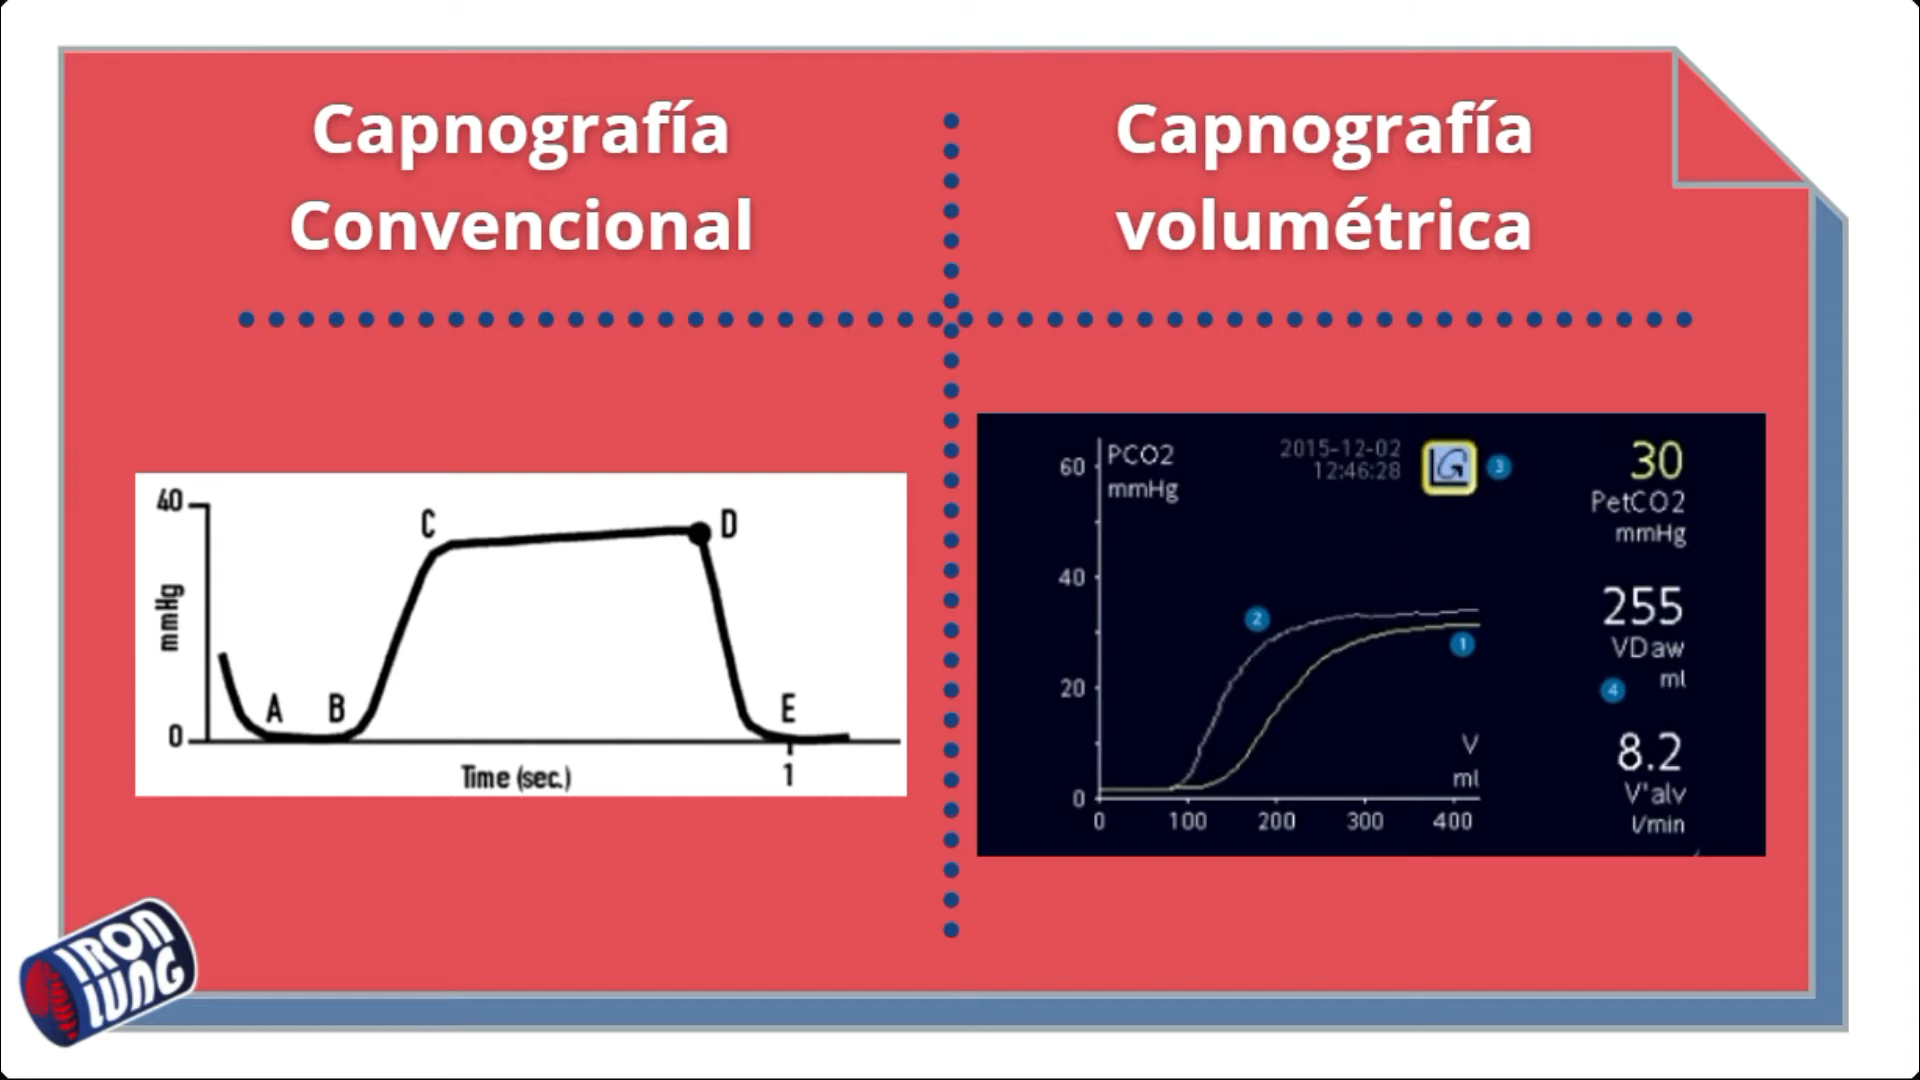 Capnografía
Convencional
Capnografía
volumétrica
40
C
D
mmHg
A
B
E
0
Time (sec.)
1
60
PCO2
mmHg
2015-12-02
12:46:28
3
30
PetCO2
mmHg
40
2
1
255
VDaw
ml
4
20
V
ml
8.2
V'alv
l/min
0
0 100 200 300 400
IRON
LUNG